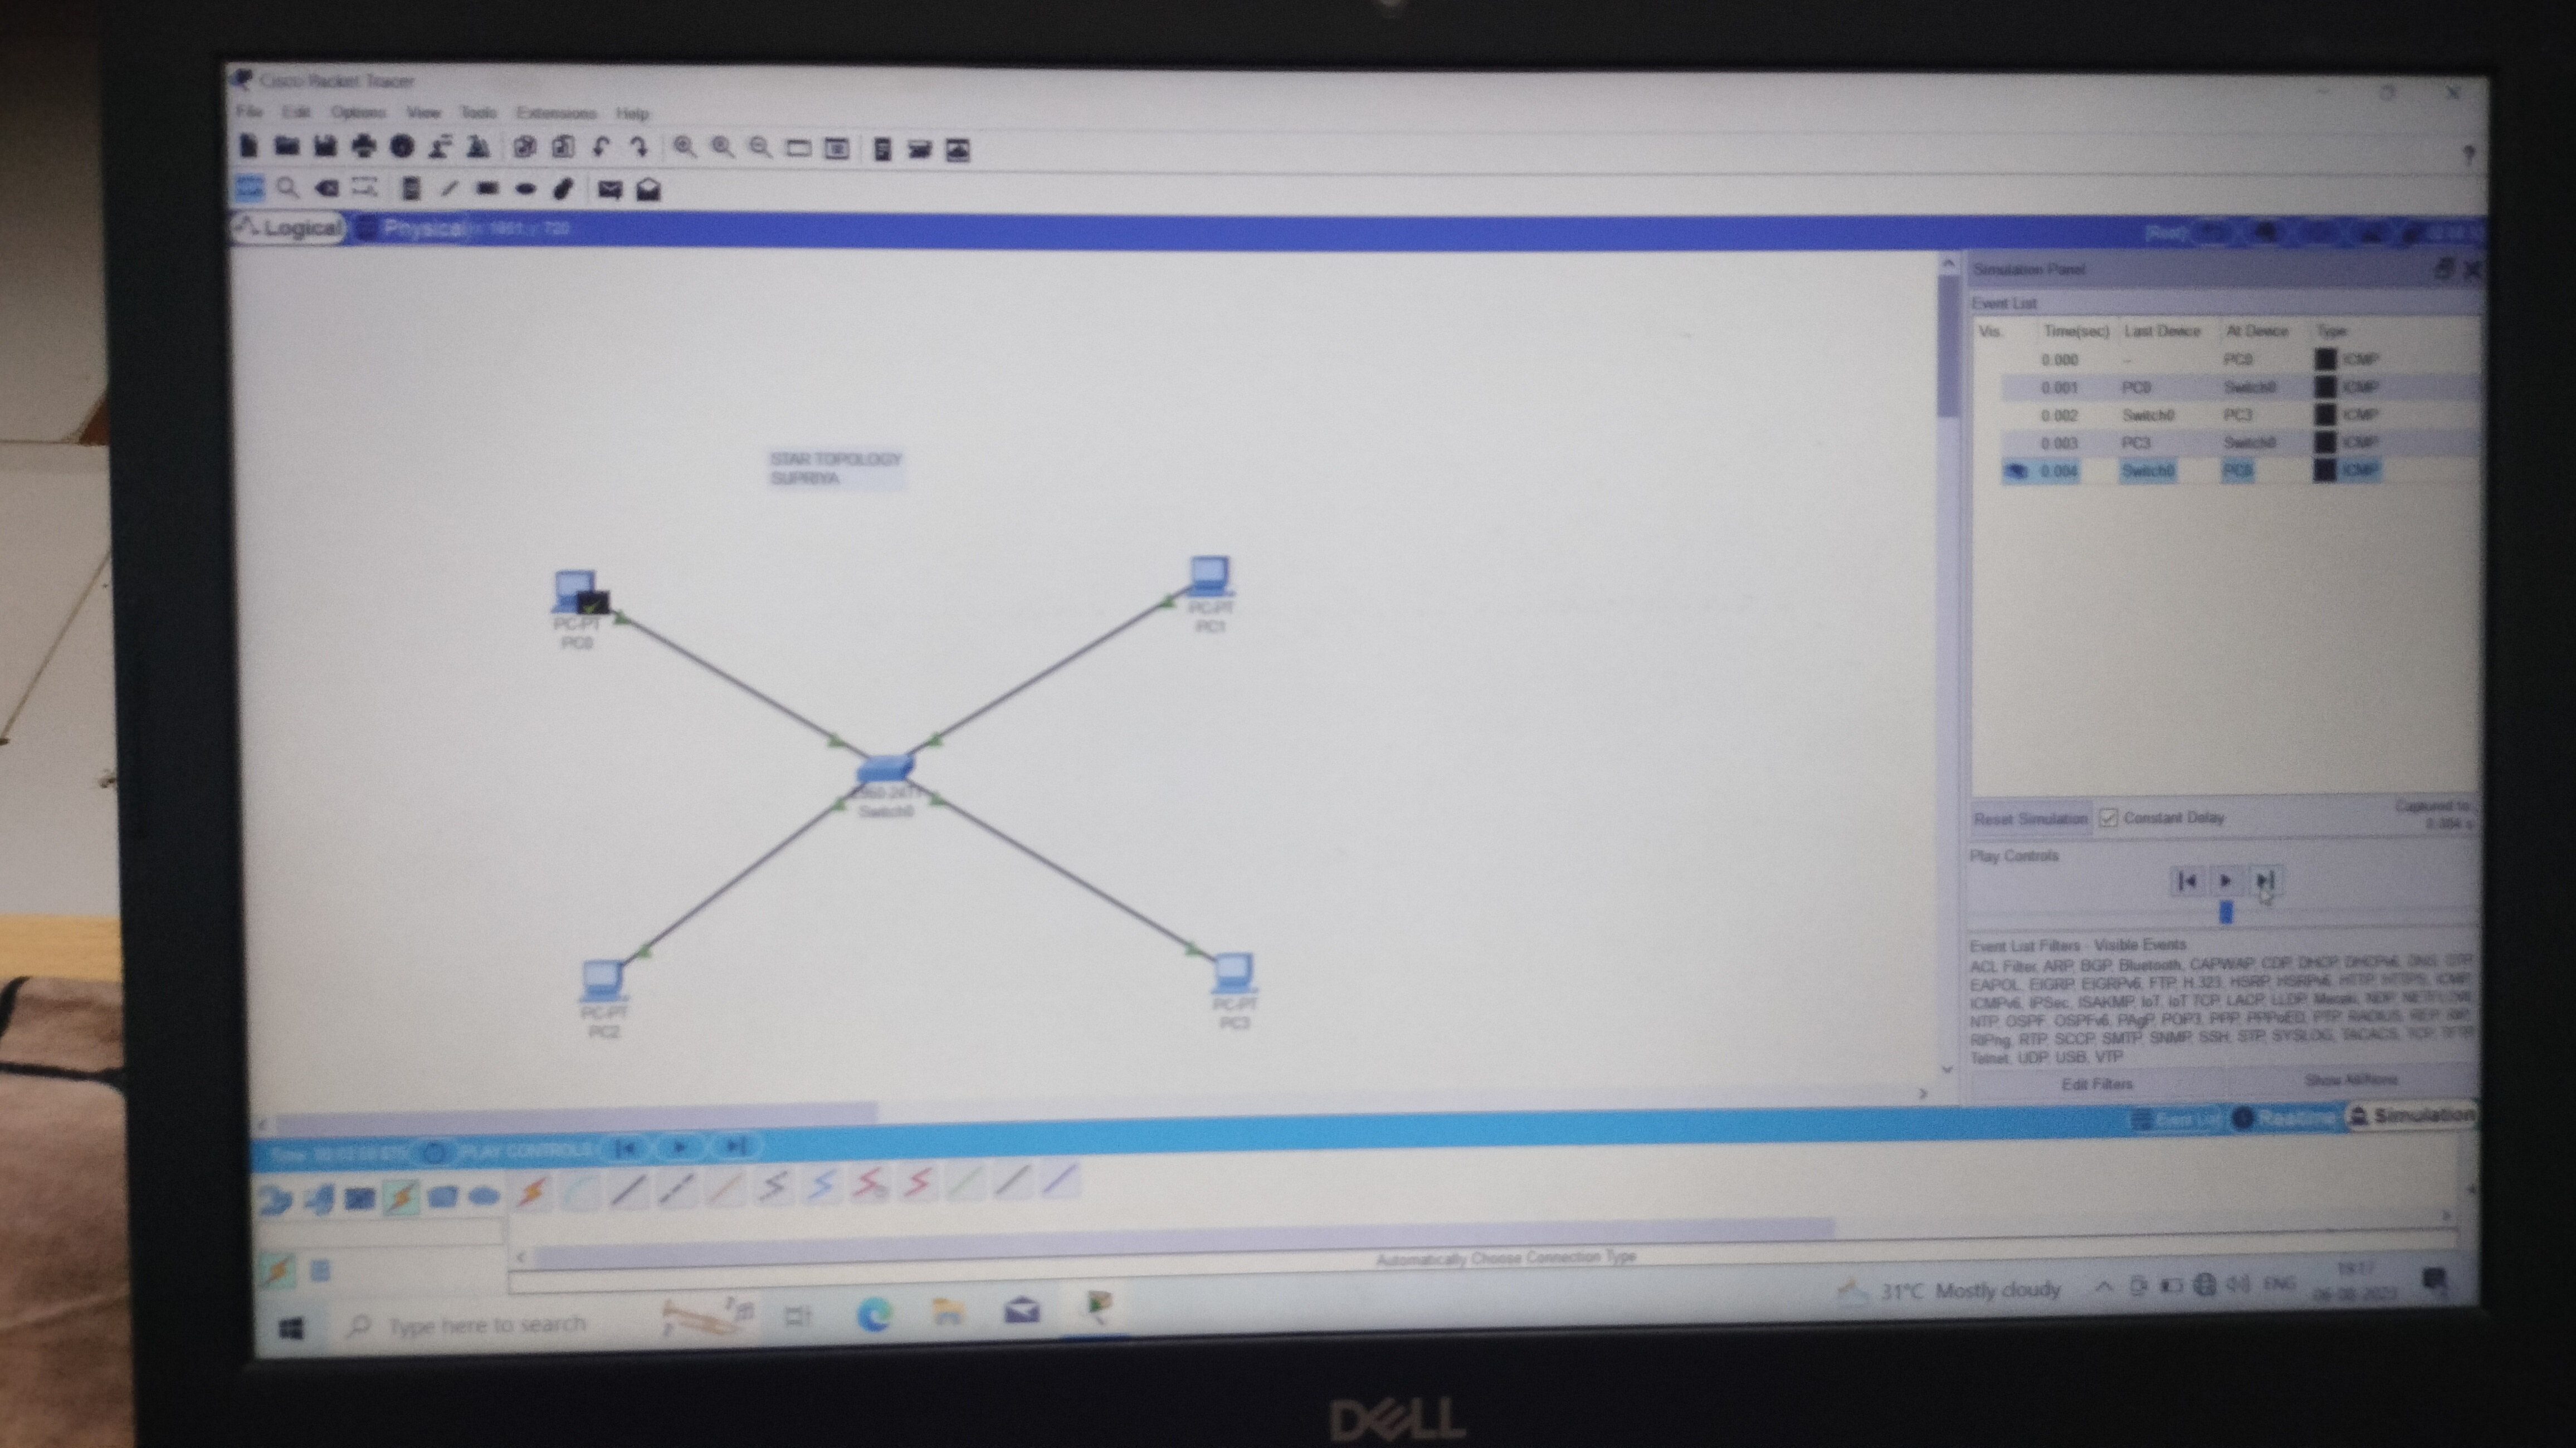 Cisco Packet Tracer
File Edit Options View Tools Extensions Help
?
Logical Physical x: 1051, y: 720
[Root]
Simulation Panel
Event List
Vis. Time(sec) Last Device At Device Type
0.000 -- PC0 ICMP
0.001 PC0 Switch0 ICMP
0.002 Switch0 PC3 ICMP
0.003 PC3 Switch0 ICMP
0.004 Switch0 PC0 ICMP
STAR TOPOLOGY
SUPRIYA
PC-PT
PC0
PC-PT
PC1
2960-24TT
Switch0
PC-PT
PC2
PC-PT
PC3
Reset Simulation Constant Delay
Captured to:
0.004 s
Play Controls
Event List Filters - Visible Events
ACL Filter, ARP, BGP, Bluetooth, CAPWAP, CDP, DHCP, DHCPv6, DNS, DTP,
EAPOL, EIGRP, EIGRPv6, FTP, H.323, HSRP, HSRPv6, HTTP, HTTPS, ICMP,
ICMPv6, IPSec, ISAKMP, IoT, IoT TCP, LACP, LLDP, Meraki, NDP, NETFLOW,
NTP, OSPF, OSPFv6, PAgP, POP3, PPP, PPPoED, PTP, RADIUS, REP, RIP,
RIPng, RTP, SCCP, SMTP, SNMP, SSH, STP, SYSLOG, TACACS, TCP, TFTP,
Telnet, UDP, USB, VTP
Edit Filters Show All/None
Event List Realtime Simulation
Time: PLAY CONTROLS
Automatically Choose Connection Type
Type here to search
31°C Mostly cloudy
ENG
DELL